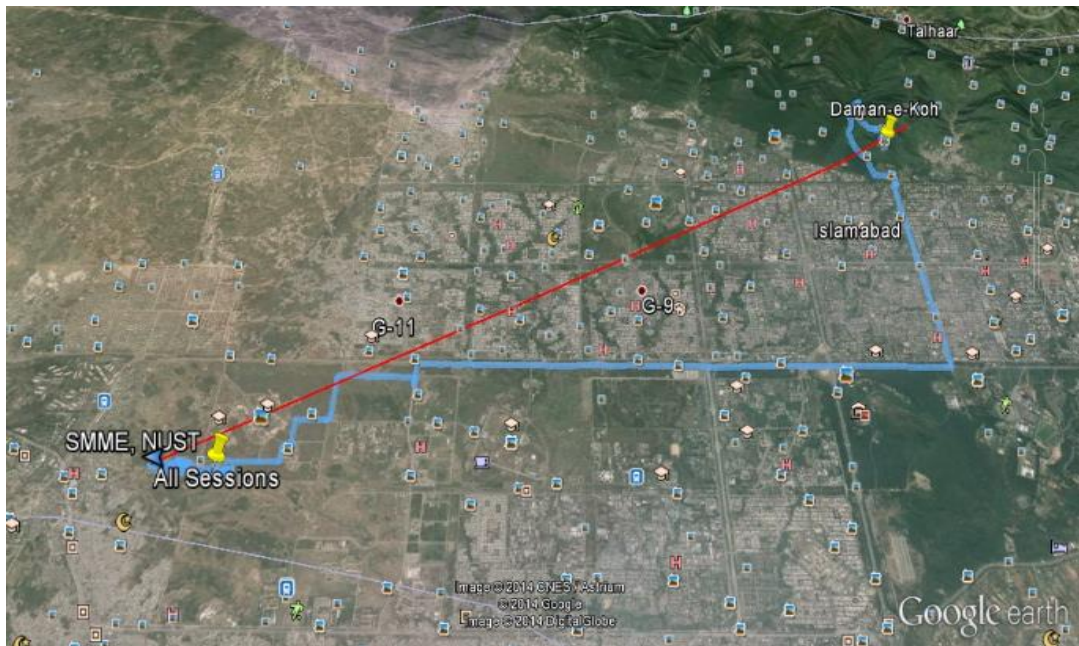 Talhaar
Daman-e-Koh
Islamabad
G-9
G-11
SMME, NUST
All Sessions
Image © 2014 CNES / Astrium
© 2014 Google
Image © 2014 DigitalGlobe
Google earth